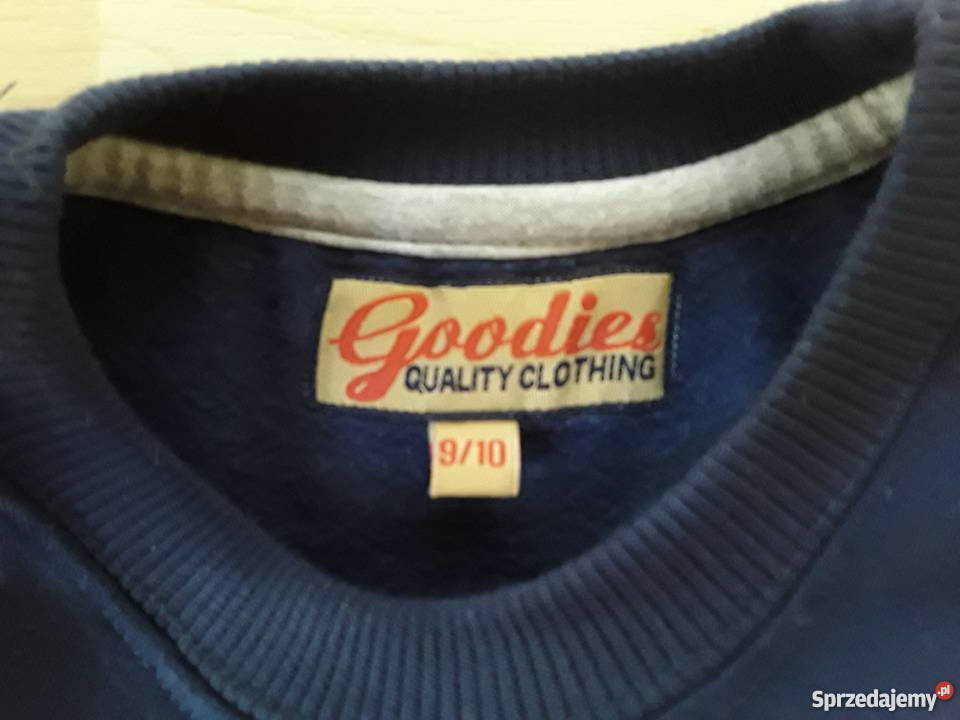 Goodies
QUALITY CLOTHING
9/10
Sprzedajemy.pl